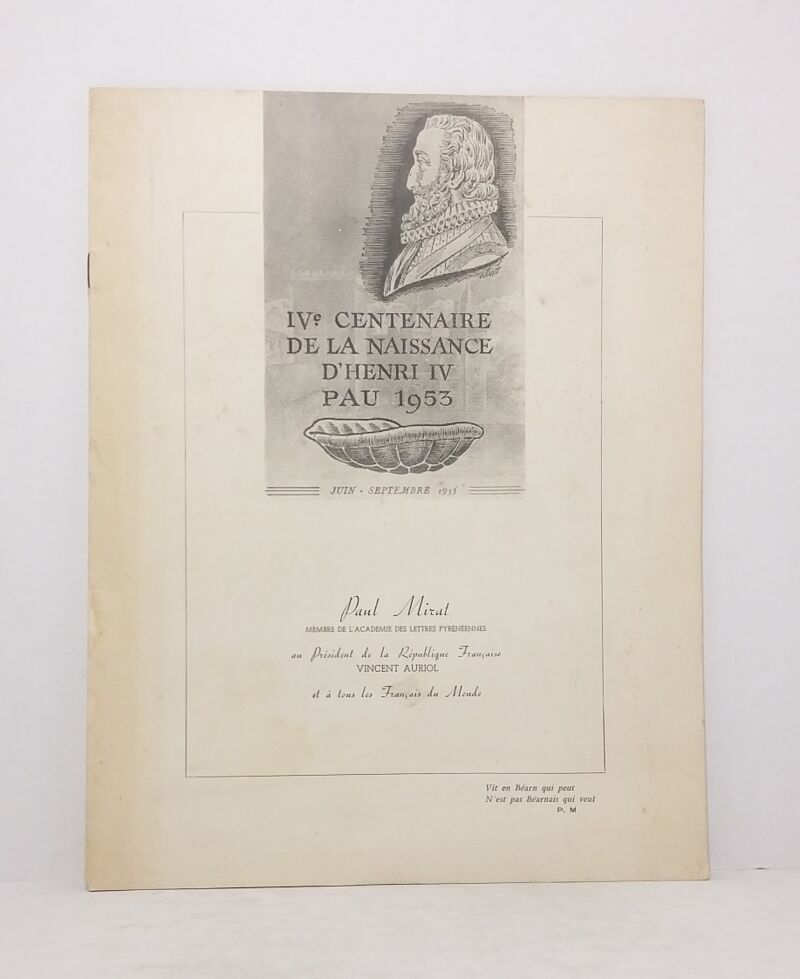 IVe CENTENAIRE
DE LA NAISSANCE
D'HENRI IV
PAU 1953
JUIN - SEPTEMBRE 1953
Paul Mirat
MEMBRE DE L'ACADEMIE DES LETTRES PYRENEENNES
au Président de la République Française
VINCENT AURIOL
et à tous les Français du Monde
Vit en Béarn qui peut
N'est pas Béarnais qui veut
P. M